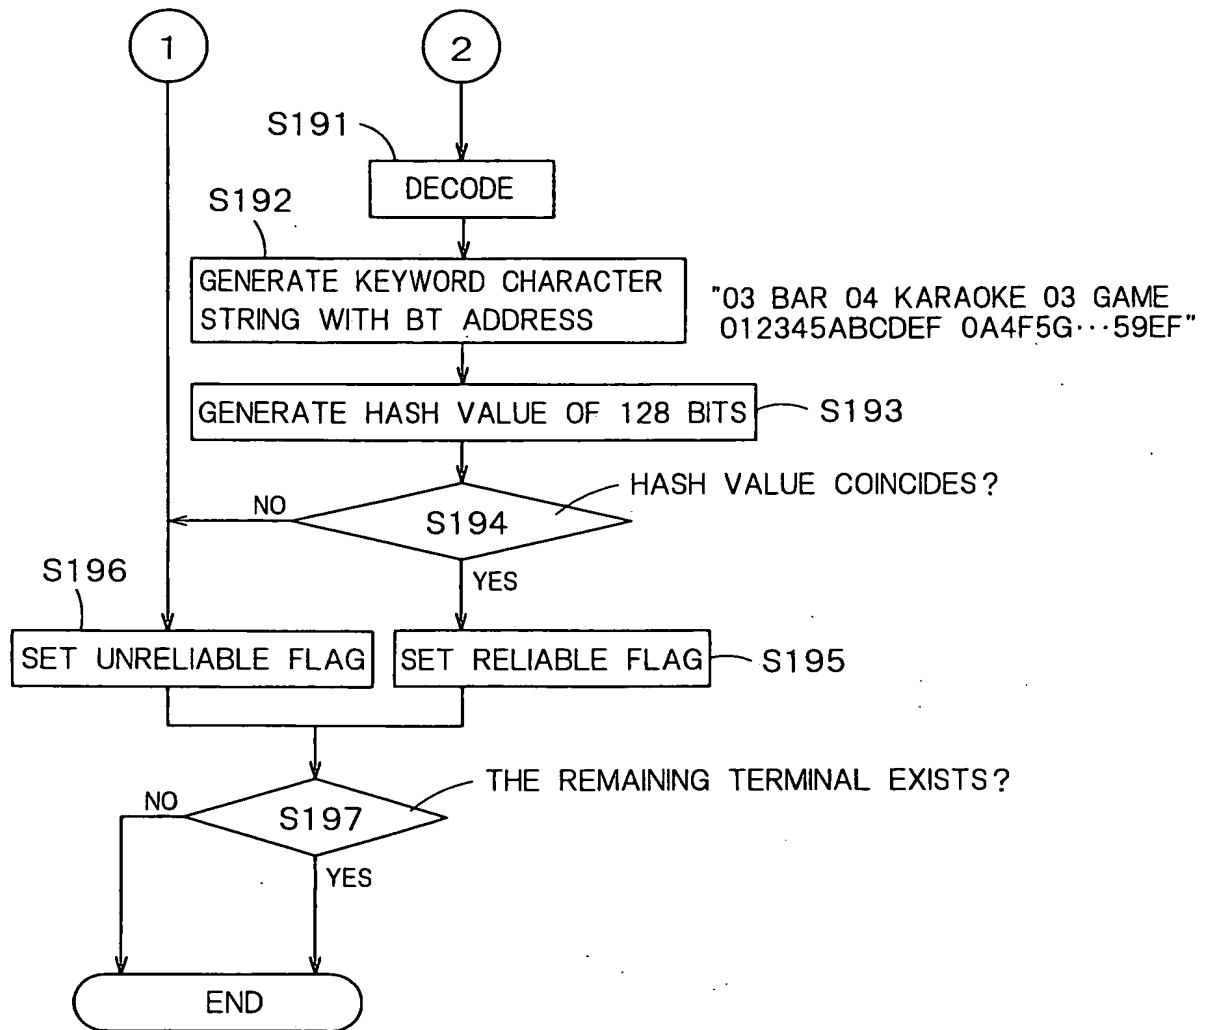 1
2
S191
DECODE
S192
GENERATE KEYWORD CHARACTER
STRING WITH BT ADDRESS
"03 BAR 04 KARAOKE 03 GAME
012345ABCDEF 0A4F5G···59EF"
GENERATE HASH VALUE OF 128 BITS
S193
HASH VALUE COINCIDES?
NO
S194
YES
S196
SET UNRELIABLE FLAG
SET RELIABLE FLAG
S195
THE REMAINING TERMINAL EXISTS?
NO
S197
YES
END